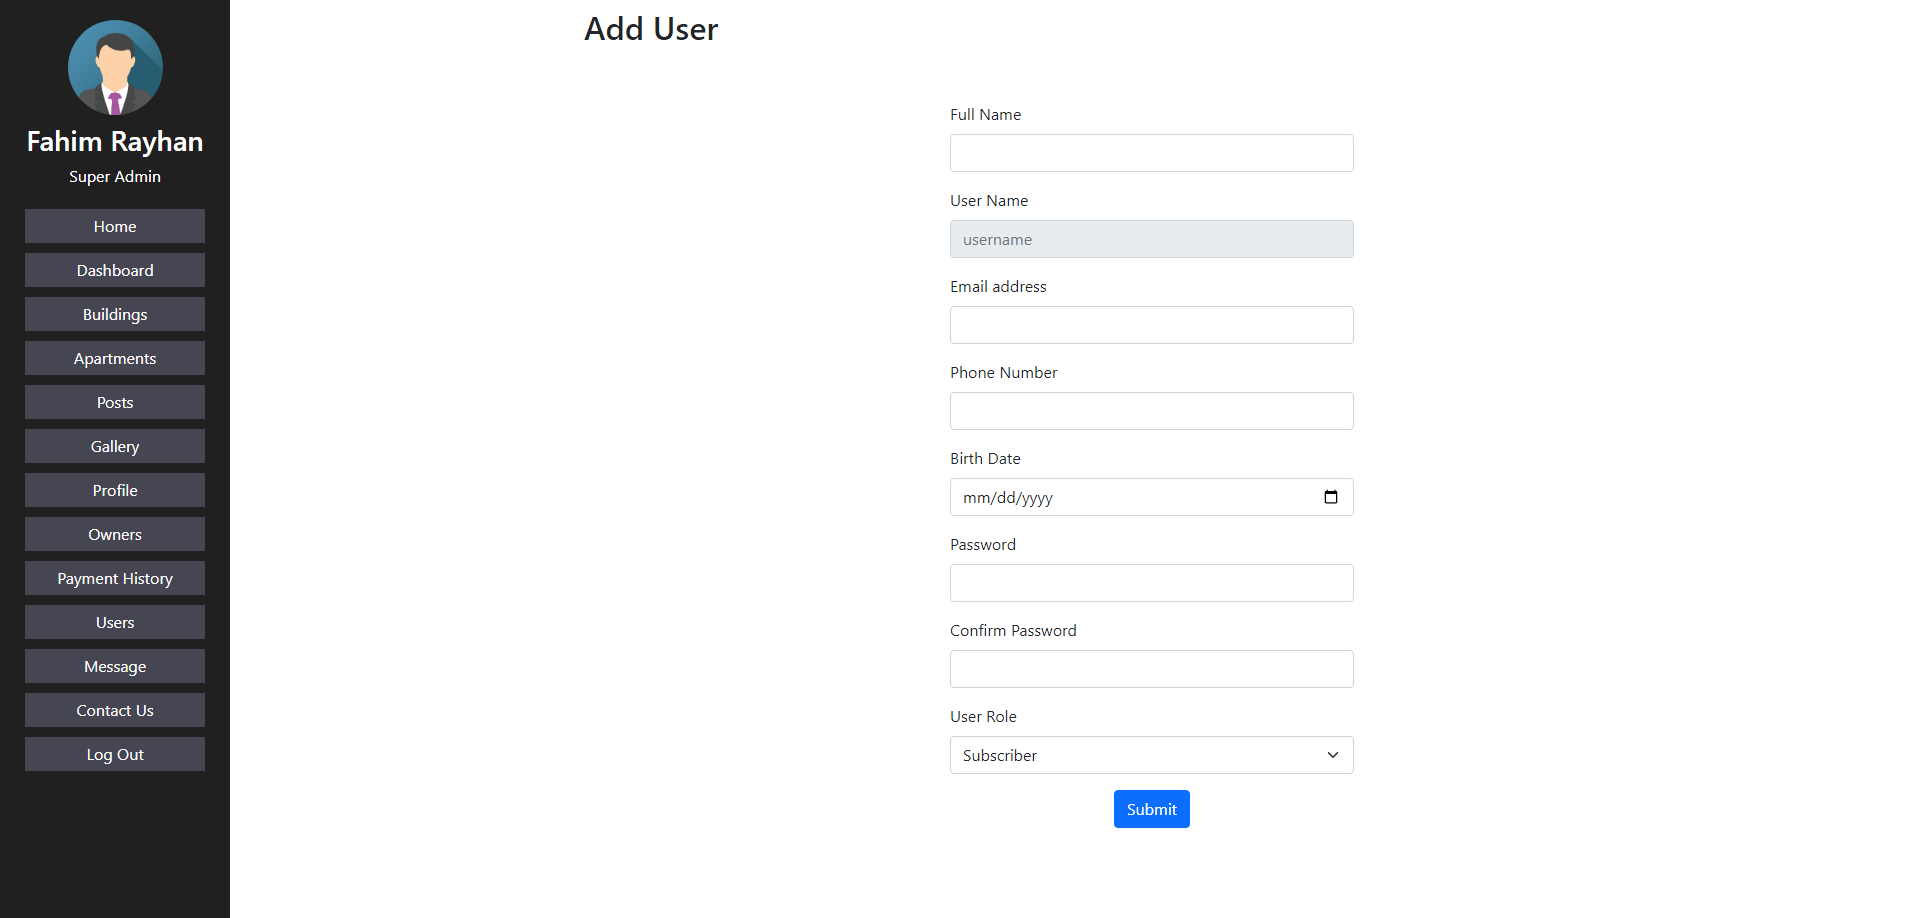 Fahim Rayhan
Super Admin
Home
Dashboard
Buildings
Apartments
Posts
Gallery
Profile
Owners
Payment History
Users
Message
Contact Us
Log Out
Add User
Full Name
User Name
username
Email address
Phone Number
Birth Date
mm/dd/yyyy
Password
Confirm Password
User Role
Subscriber
Submit